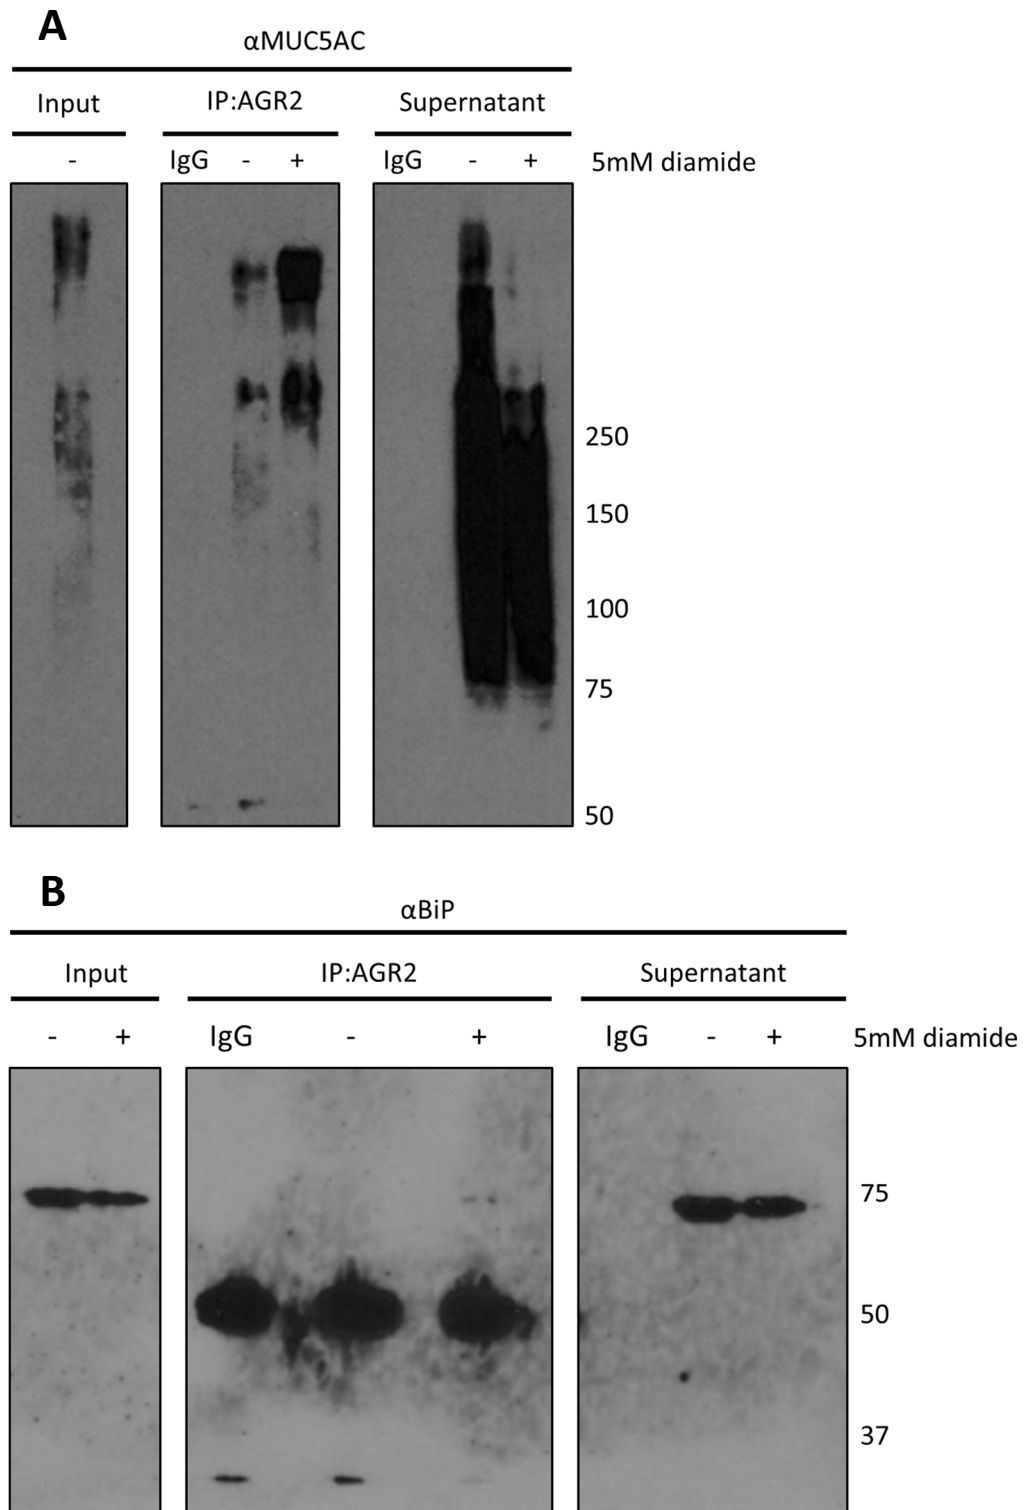 A
αMUC5AC
Input IP:AGR2 Supernatant
- IgG - + IgG - + 5mM diamide
250
150
100
75
50
B
αBiP
Input IP:AGR2 Supernatant
- + IgG - + IgG - + 5mM diamide
75
50
37